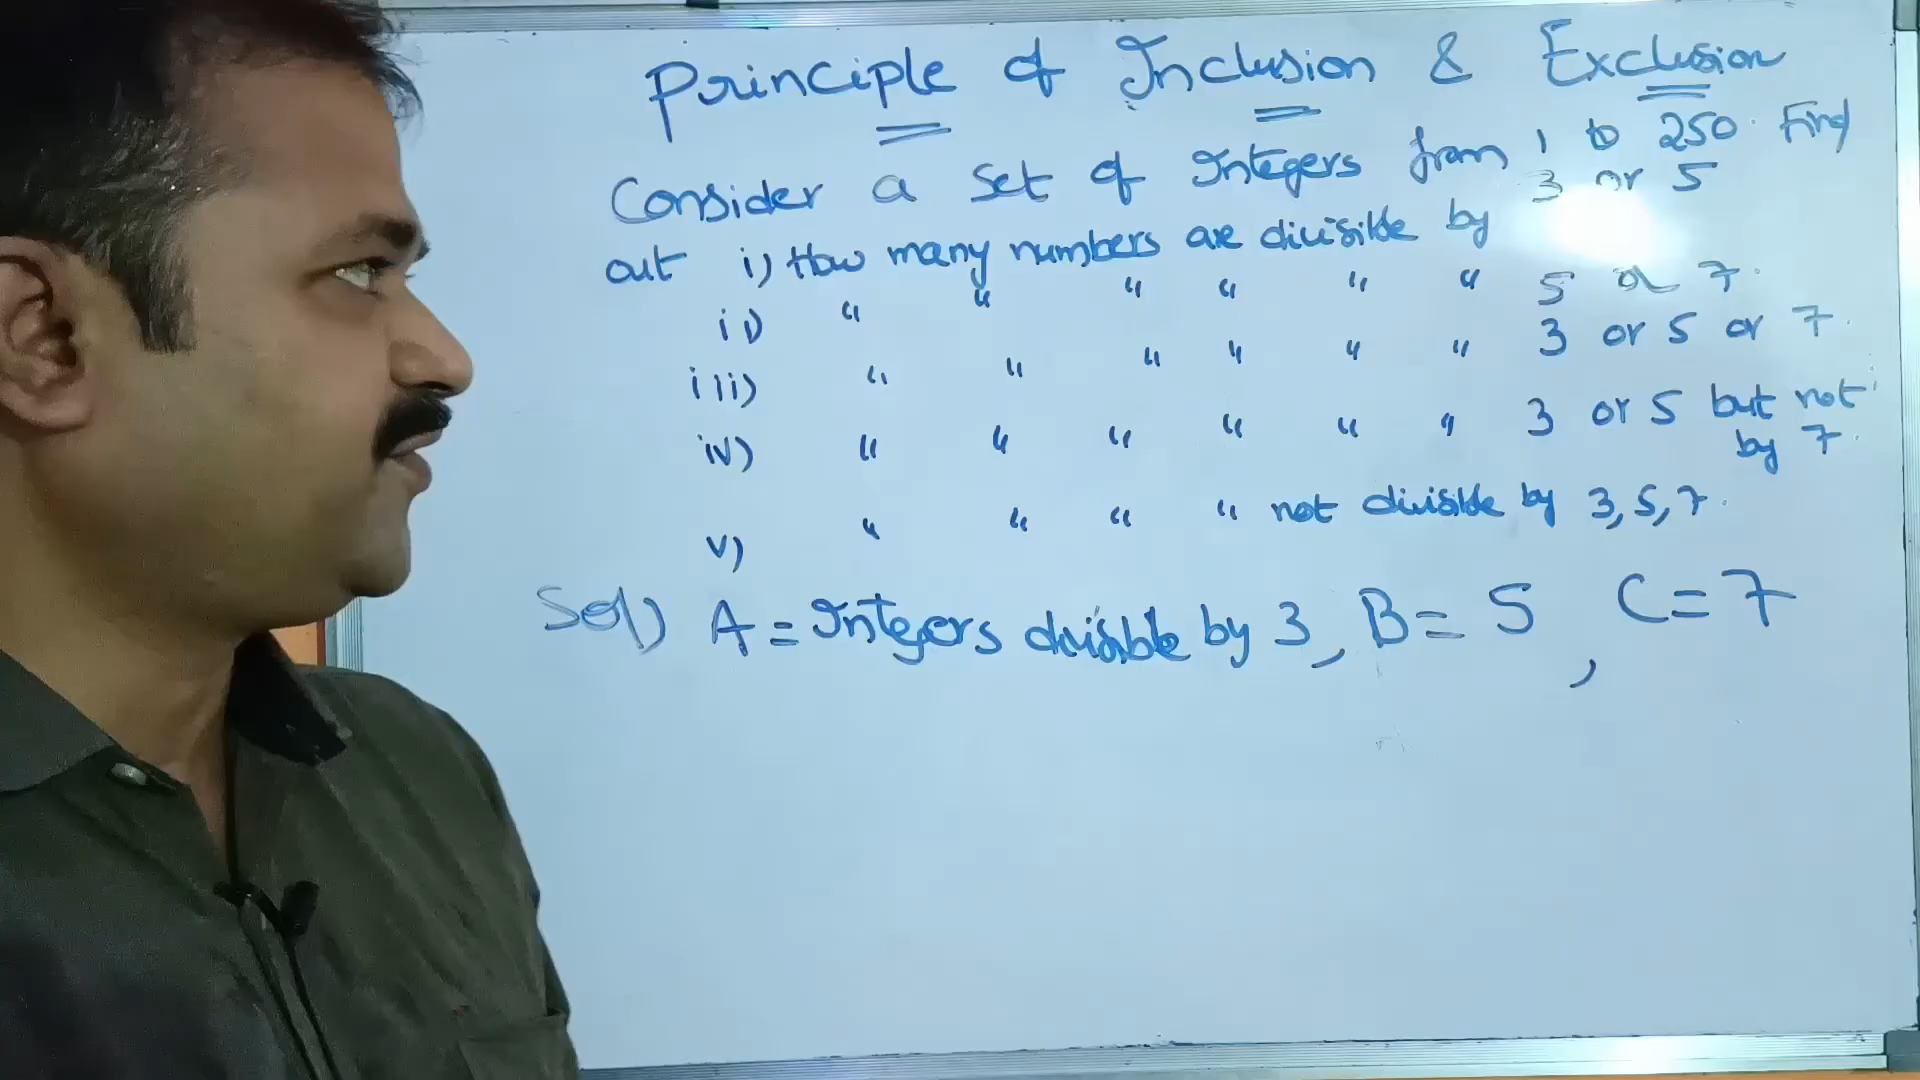 Principle of Inclusion & Exclusion
Consider a set of Integers from 1 to 250. Find
out i) How many numbers are divisible by 3 or 5
ii) " " " " " " 5 or 7.
iii) " " " " " " 3 or 5 or 7.
iv) " " " " " " 3 or 5 but not
by 7.
v) " " " " not divisible by 3, 5, 7.
Sol) A = Integers divisible by 3, B = 5, C = 7